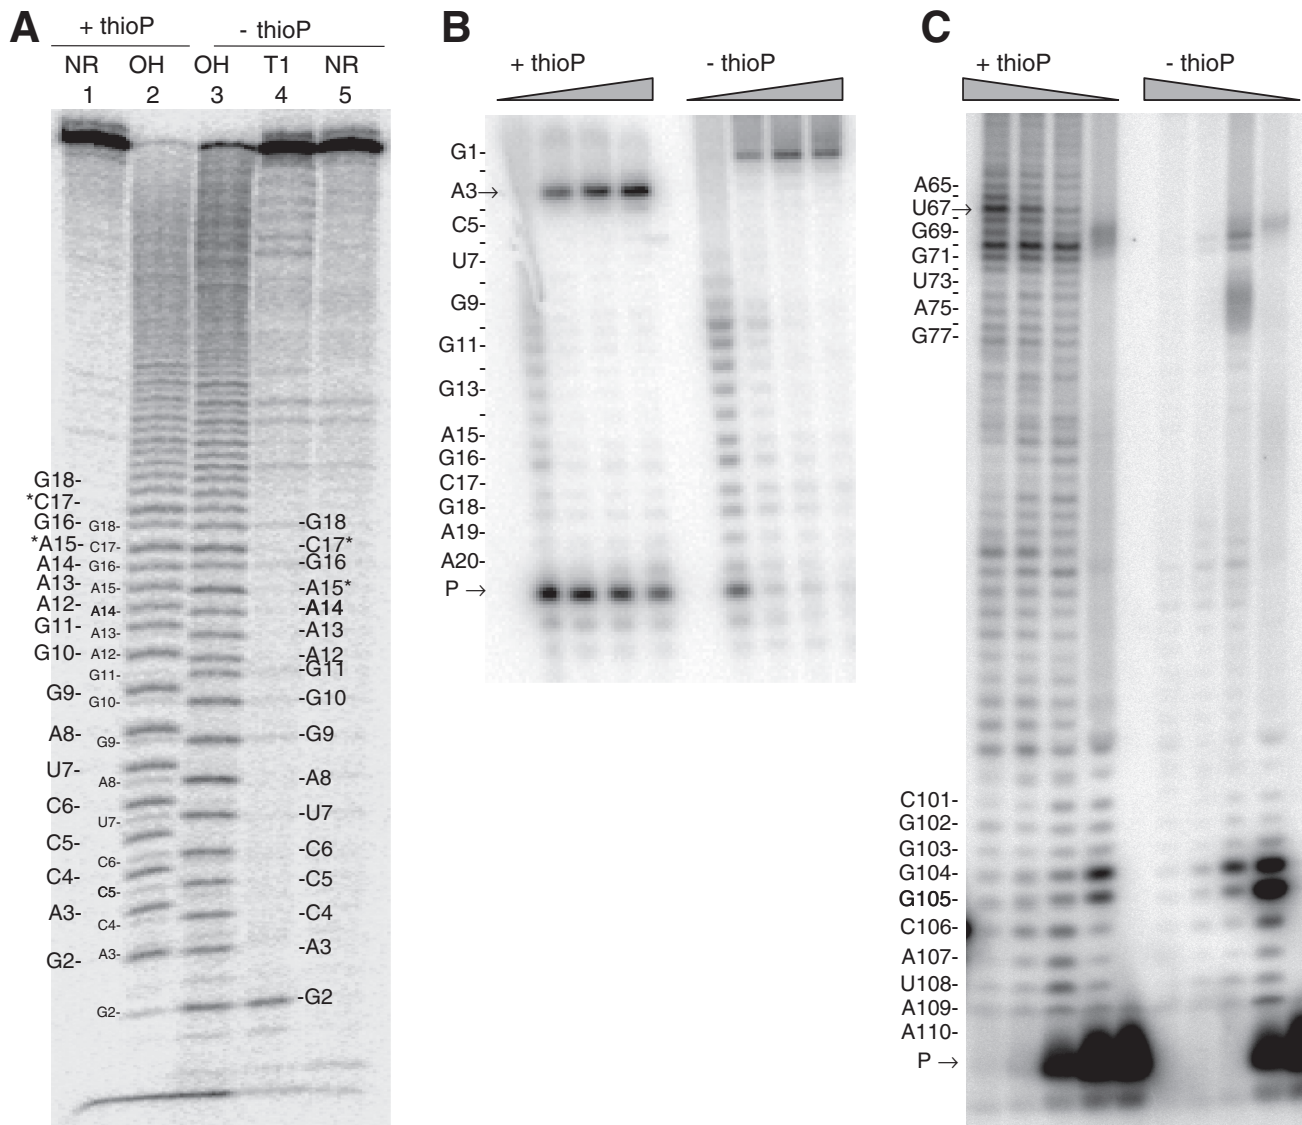 A
+ thioP
- thioP
NR OH OH T1 NR
1 2 3 4 5
G18-
*C17-
G16-
*A15-
A14-
A13-
A12-
G11-
G10-
G9-
A8-
U7-
C6-
C5-
C4-
A3-
G2-
G18-
C17-
G16-
A15-
A14-
A13-
A12-
G11-
G10-
G9-
A8-
U7-
C6-
C5-
C4-
A3-
G2-
-G18
-C17*
-G16
-A15*
-A14
-A13
-A12
-G11
-G10
-G9
-A8
-U7
-C6
-C5
-C4
-A3
-G2
B
+ thioP
- thioP
G1-
-
A3→
-
C5-
-
U7-
-
G9-
-
G11-
-
G13-
-
A15-
G16-
C17-
G18-
A19-
A20-
P →
C
+ thioP
- thioP
A65-
-
U67→
-
G69-
-
G71-
-
U73-
-
A75-
-
G77-
C101-
G102-
G103-
G104-
G105-
C106-
A107-
U108-
A109-
A110-
P →